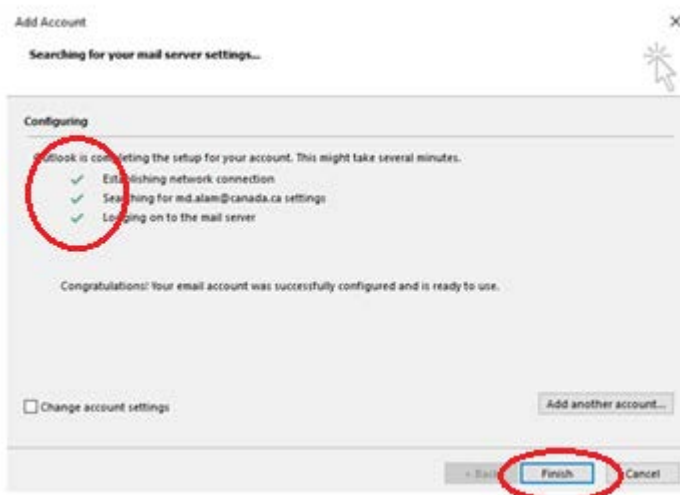 Add Account
Searching for your mail server settings...
Configuring
Outlook is completing the setup for your account. This might take several minutes.
Establishing network connection
Searching for md.alam@canada.ca settings
Logging on to the mail server
Congratulations! Your email account was successfully configured and is ready to use.
Change account settings
Add another account...
< Back Finish Cancel